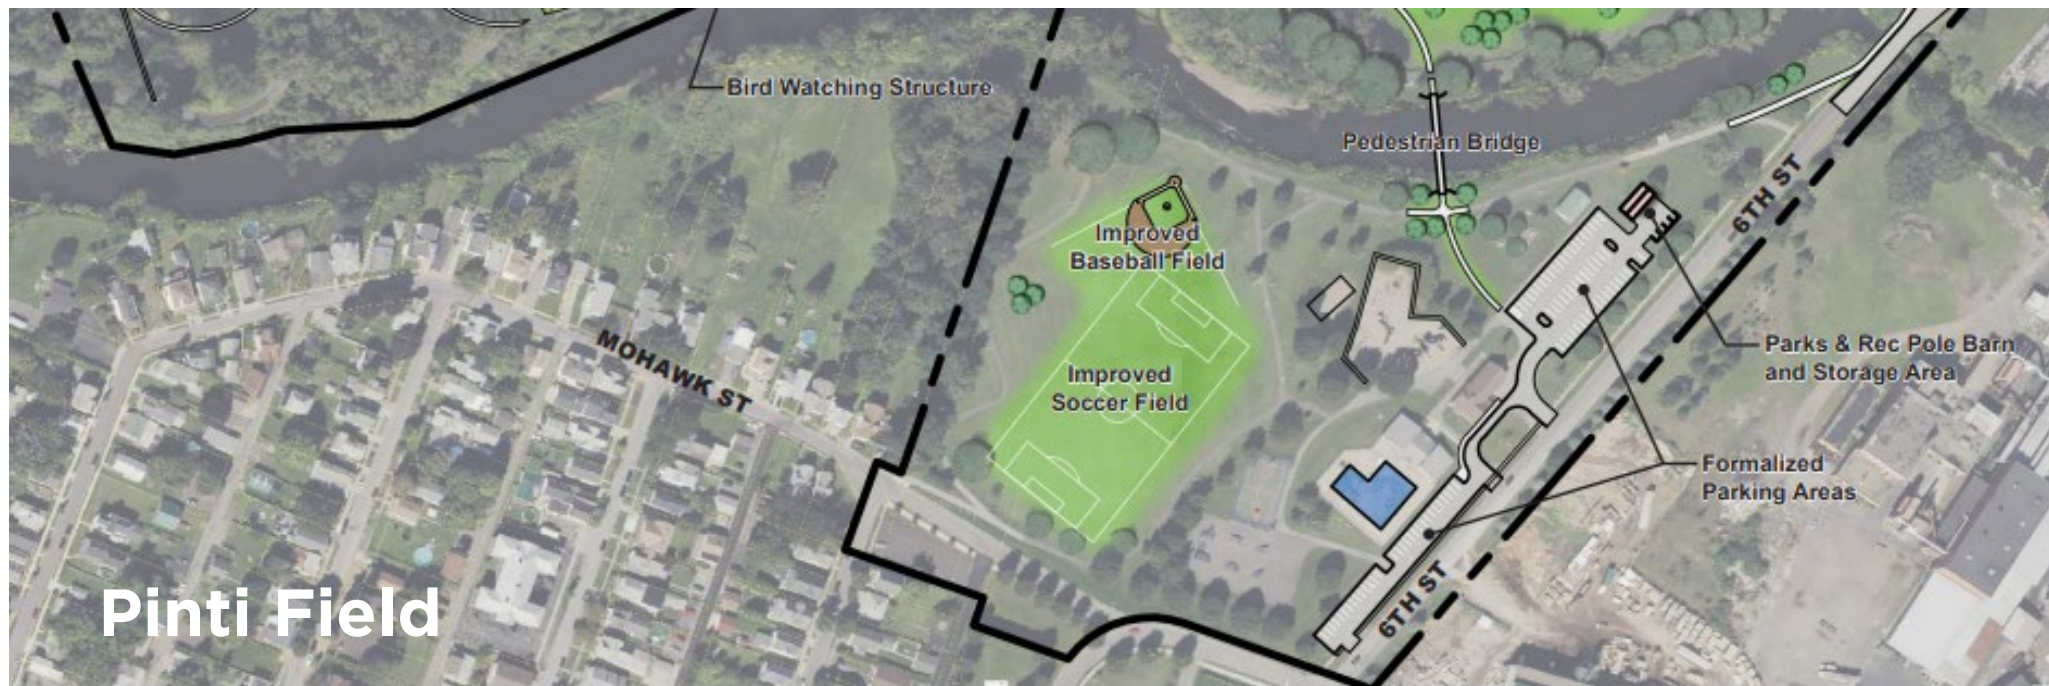 Bird Watching Structure
Pedestrian Bridge
6TH ST
Improved
Baseball Field
MOHAWK ST
Improved
Soccer Field
Parks & Rec Pole Barn
and Storage Area
Formalized
Parking Areas
6TH ST
Pinti Field